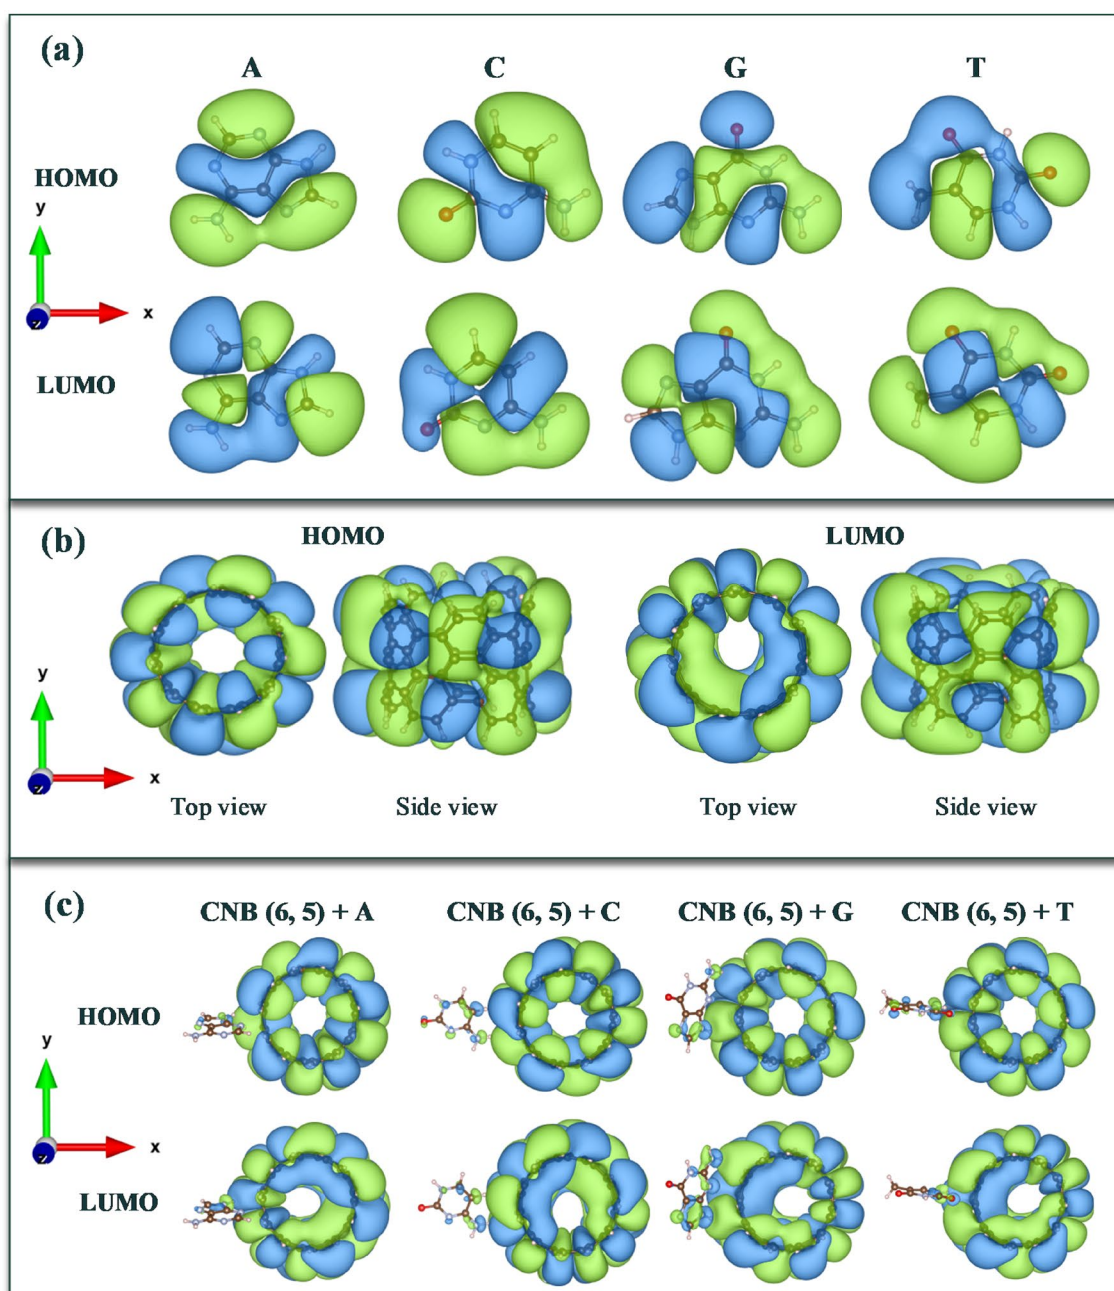 (a)
A C G T
HOMO
y
x
z
LUMO
(b)
HOMO LUMO
y
x
z
Top view Side view Top view Side view
(c)
CNB (6, 5) + A CNB (6, 5) + C CNB (6, 5) + G CNB (6, 5) + T
HOMO
y
x
z
LUMO